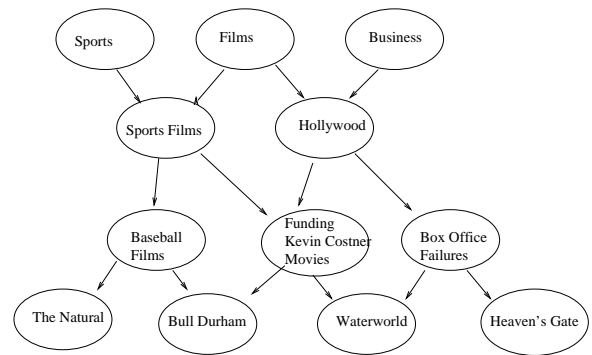 Sports
Films
Business
Sports Films
Hollywood
Baseball
Films
Funding
Kevin Costner
Movies
Box Office
Failures
The Natural
Bull Durham
Waterworld
Heaven's Gate